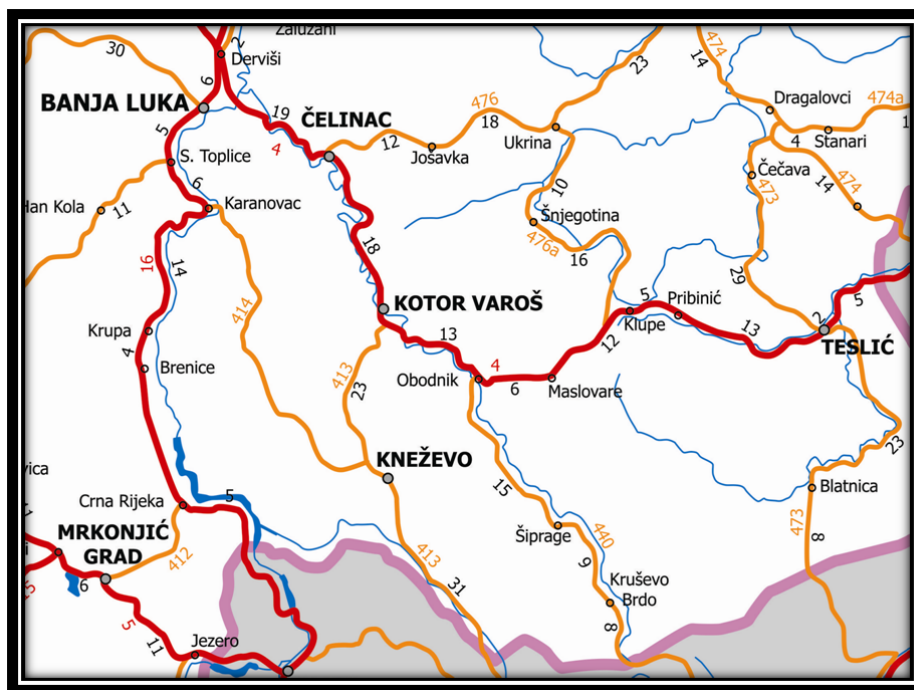 Zalužani
30
2
Derviši
6
474
23
14
BANJA LUKA
476
Dragalovci
474a
19
ČELINAC
18
5
4
12
Ukrina
4
Stanari
Jošavka
S. Toplice
Čečava
6
10
473
14
474
Han Kola
11
Karanovac
Šnjegotina
476a
18
16
16
14
29
5
Pribinić
5
414
KOTOR VAROŠ
2
Krupa
13
Klupe
13
TESLIĆ
4
12
Brenice
413
Obodnik
4
23
6
Maslovare
23
KNEŽEVO
15
Blatnica
Crna Rijeka
5
473
Šiprage
440
8
MRKONJIĆ
GRAD
412
413
9
6
31
Kruševo
Brdo
5
8
11
Jezero